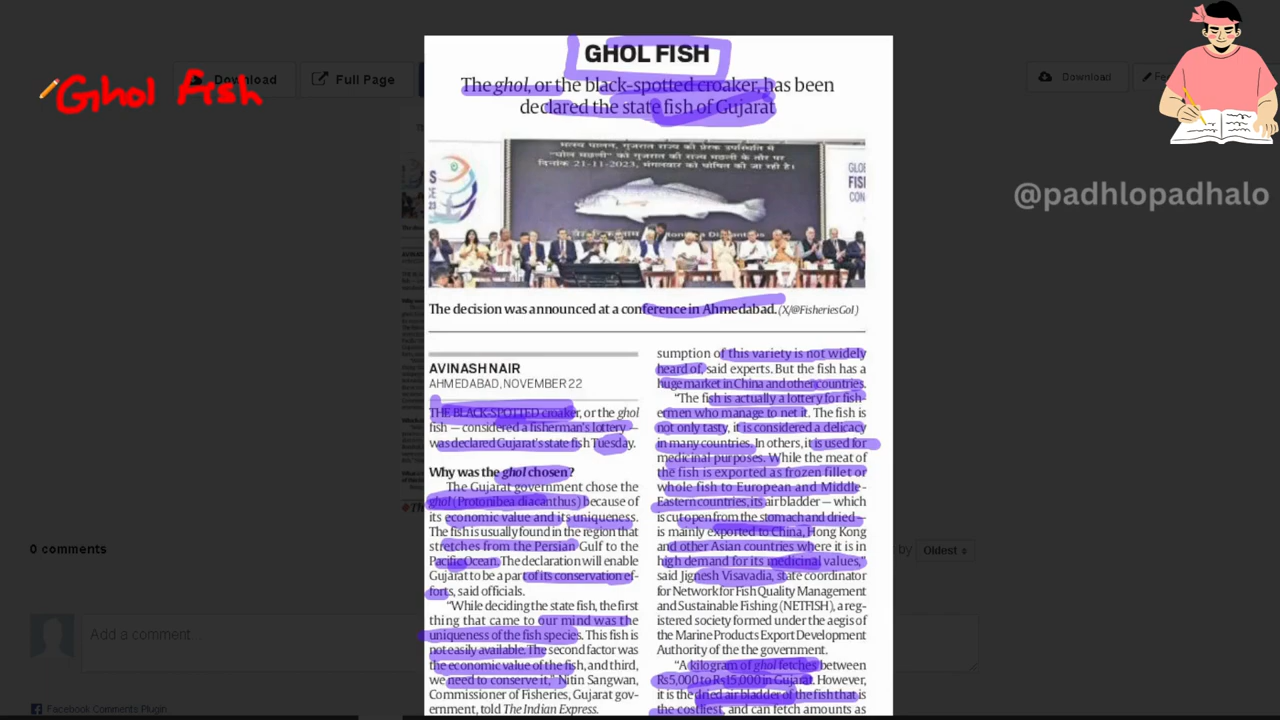 Ghol fish
Download
Full Page
Download
@padhlopadhalo
GHOL FISH
The ghol, or the black-spotted croaker, has been
declared the state fish of Gujarat
दिनांक 21-11-2023, मंगलवार को घोषित की जा रही है।
The decision was announced at a conference in Ahmedabad. (X/@FisheriesGoI)
AVINASH NAIR
AHMEDABAD, NOVEMBER 22
THE BLACK-SPOTTED croaker, or the ghol
fish — considered a fisherman's lottery —
was declared Gujarat's state fish Tuesday.
Why was the ghol chosen?
The Gujarat government chose the
ghol (Protonibea diacanthus) because of
its economic value and its uniqueness.
The fish is usually found in the region that
stretches from the Persian Gulf to the
Pacific Ocean. The declaration will enable
Gujarat to be a part of its conservation ef-
forts, said officials.
"While deciding the state fish, the first
thing that came to our mind was the
uniqueness of the fish species. This fish is
not easily available. The second factor was
the economic value of the fish, and third,
we need to conserve it," Nitin Sangwan,
Commissioner of Fisheries, Gujarat gov-
ernment, told The Indian Express.
sumption of this variety is not widely
heard of, said experts. But the fish has a
huge market in China and other countries.
"The fish is actually a lottery for fish-
ermen who manage to net it. The fish is
not only tasty, it is considered a delicacy
in many countries. In others, it is used for
medicinal purposes. While the meat of
the fish is exported as frozen fillet or
whole fish to European and Middle-
Eastern countries, its air bladder — which
is cut open from the stomach and dried —
is mainly exported to China, Hong Kong
and other Asian countries where it is in
high demand for its medicinal values,"
said Jignesh Visavadia, state coordinator
for Network for Fish Quality Management
and Sustainable Fishing (NETFISH), a reg-
istered society formed under the aegis of
the Marine Products Export Development
Authority of the the government.
"A kilogram of ghol fetches between
Rs5,000 to Rs15,000 in Gujarat. However,
it is the dried air bladder of the fish that is
the costliest, and can fetch amounts as
0 comments
by Oldest
Add a comment...
Facebook Comments Plugin